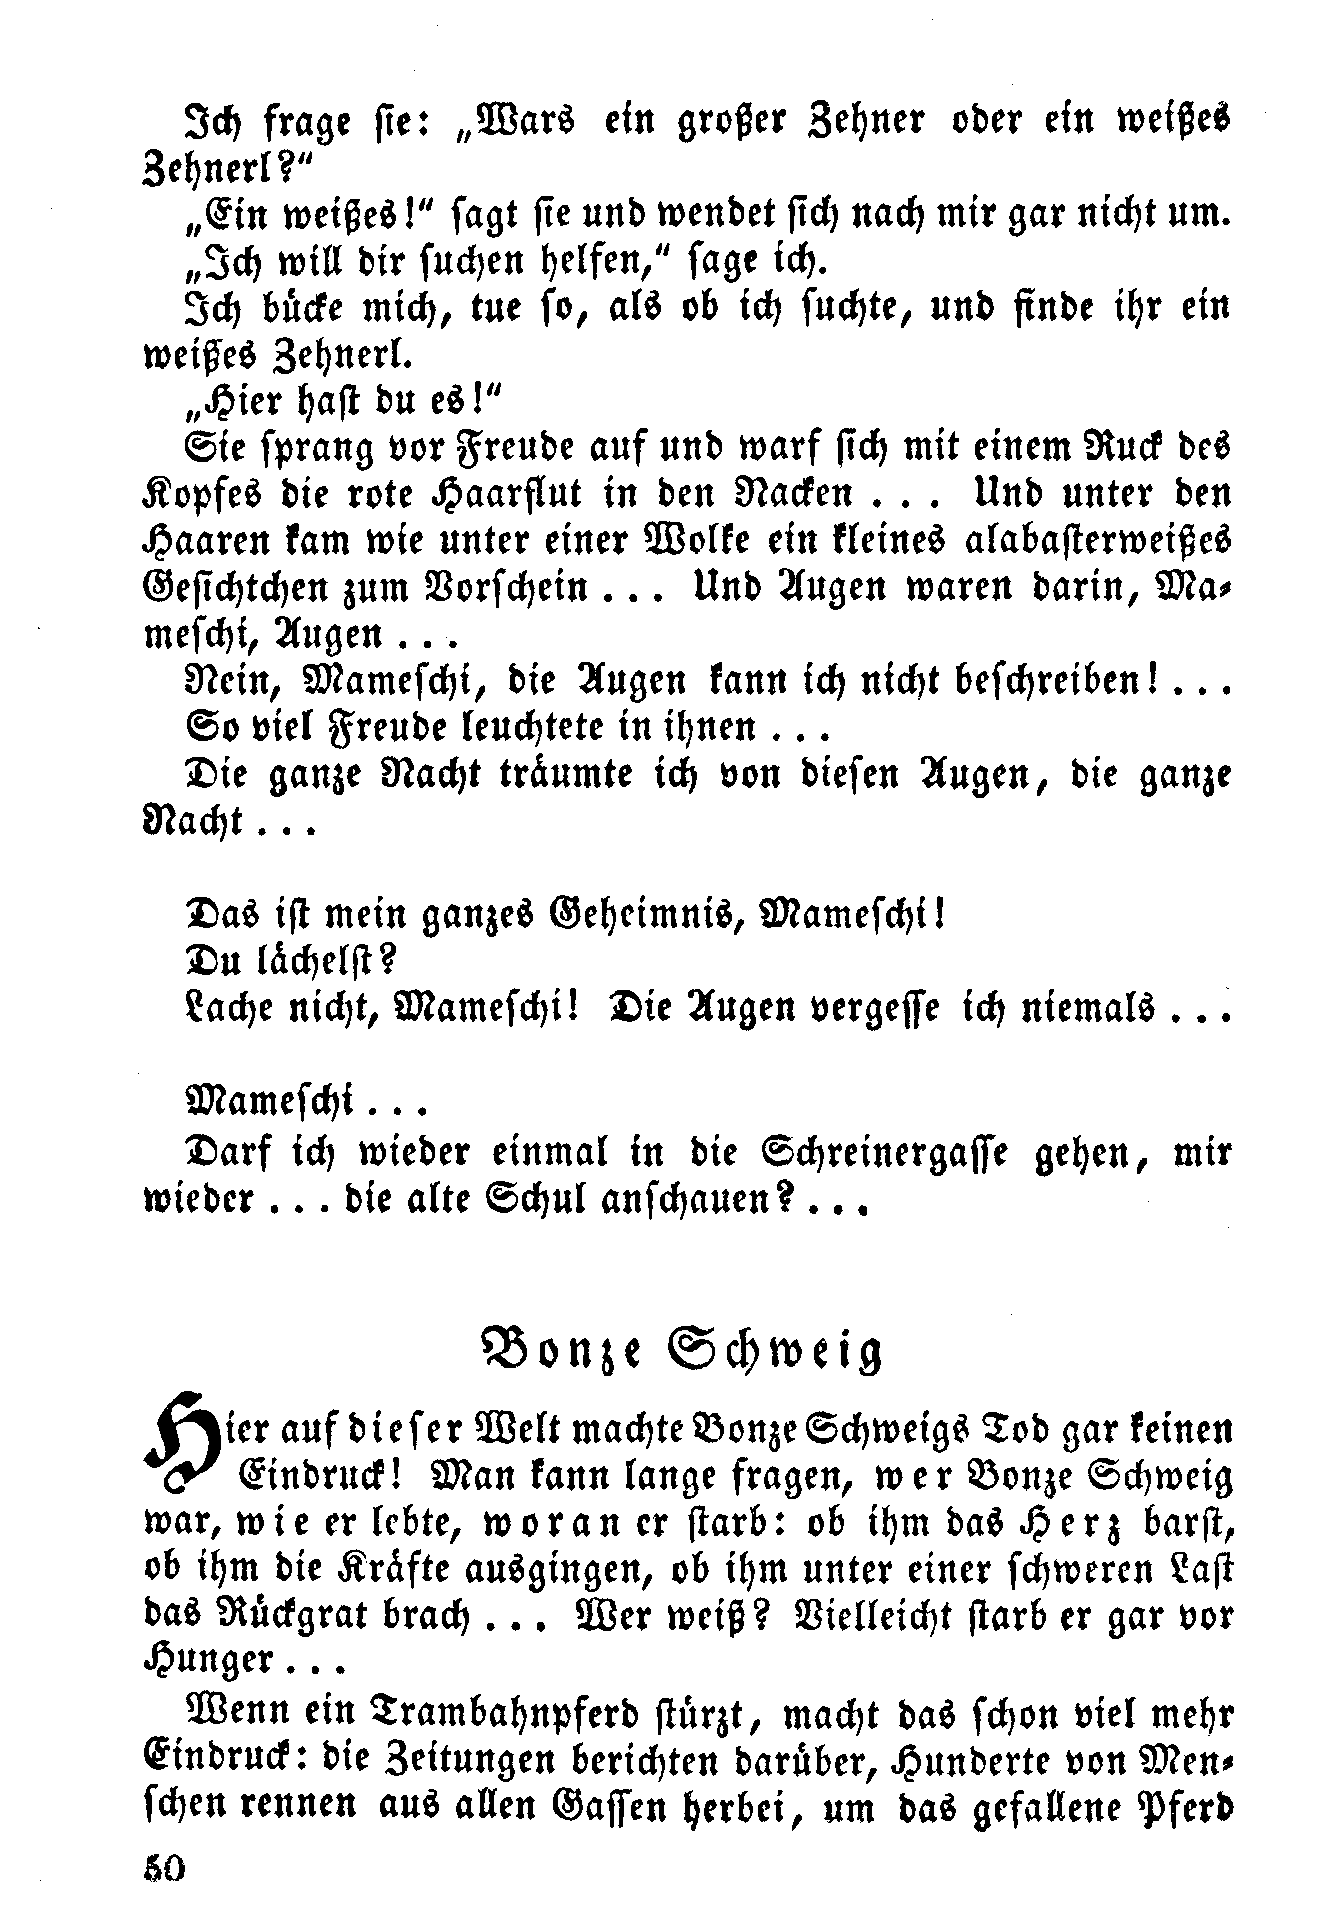 Ich frage sie: „Wars ein großer Zehner oder ein weißes
Zehnerl?“
„Ein weißes!“ sagt sie und wendet sich nach mir gar nicht um.
„Ich will dir suchen helfen,“ sage ich.
Ich bücke mich, tue so, als ob ich suchte, und finde ihr ein
weißes Zehnerl.
„Hier hast du es!“
Sie sprang vor Freude auf und warf sich mit einem Ruck des
Kopfes die rote Haarflut in den Nacken . . . Und unter den
Haaren kam wie unter einer Wolke ein kleines alabasterweißes
Gesichtchen zum Vorschein . . . Und Augen waren darin, Ma-
meschi, Augen . . .
Nein, Mameschi, die Augen kann ich nicht beschreiben! . . .
So viel Freude leuchtete in ihnen . . .
Die ganze Nacht träumte ich von diesen Augen, die ganze
Nacht . . .
Das ist mein ganzes Geheimnis, Mameschi!
Du lächelst?
Lache nicht, Mameschi! Die Augen vergesse ich niemals . . .
Mameschi . . .
Darf ich wieder einmal in die Schreinergasse gehen, mir
wieder . . . die alte Schul anschauen? . . .
Bonze Schweig
Hier auf dieser Welt machte Bonze Schweigs Tod gar keinen
Eindruck! Man kann lange fragen, wer Bonze Schweig
war, wie er lebte, woran er starb: ob ihm das Herz barst,
ob ihm die Kräfte ausgingen, ob ihm unter einer schweren Last
das Rückgrat brach . . . Wer weiß? Vielleicht starb er gar vor
Hunger . . .
Wenn ein Trambahnpferd stürzt, macht das schon viel mehr
Eindruck: die Zeitungen berichten darüber, Hunderte von Men-
schen rennen aus allen Gassen herbei, um das gefallene Pferd
50